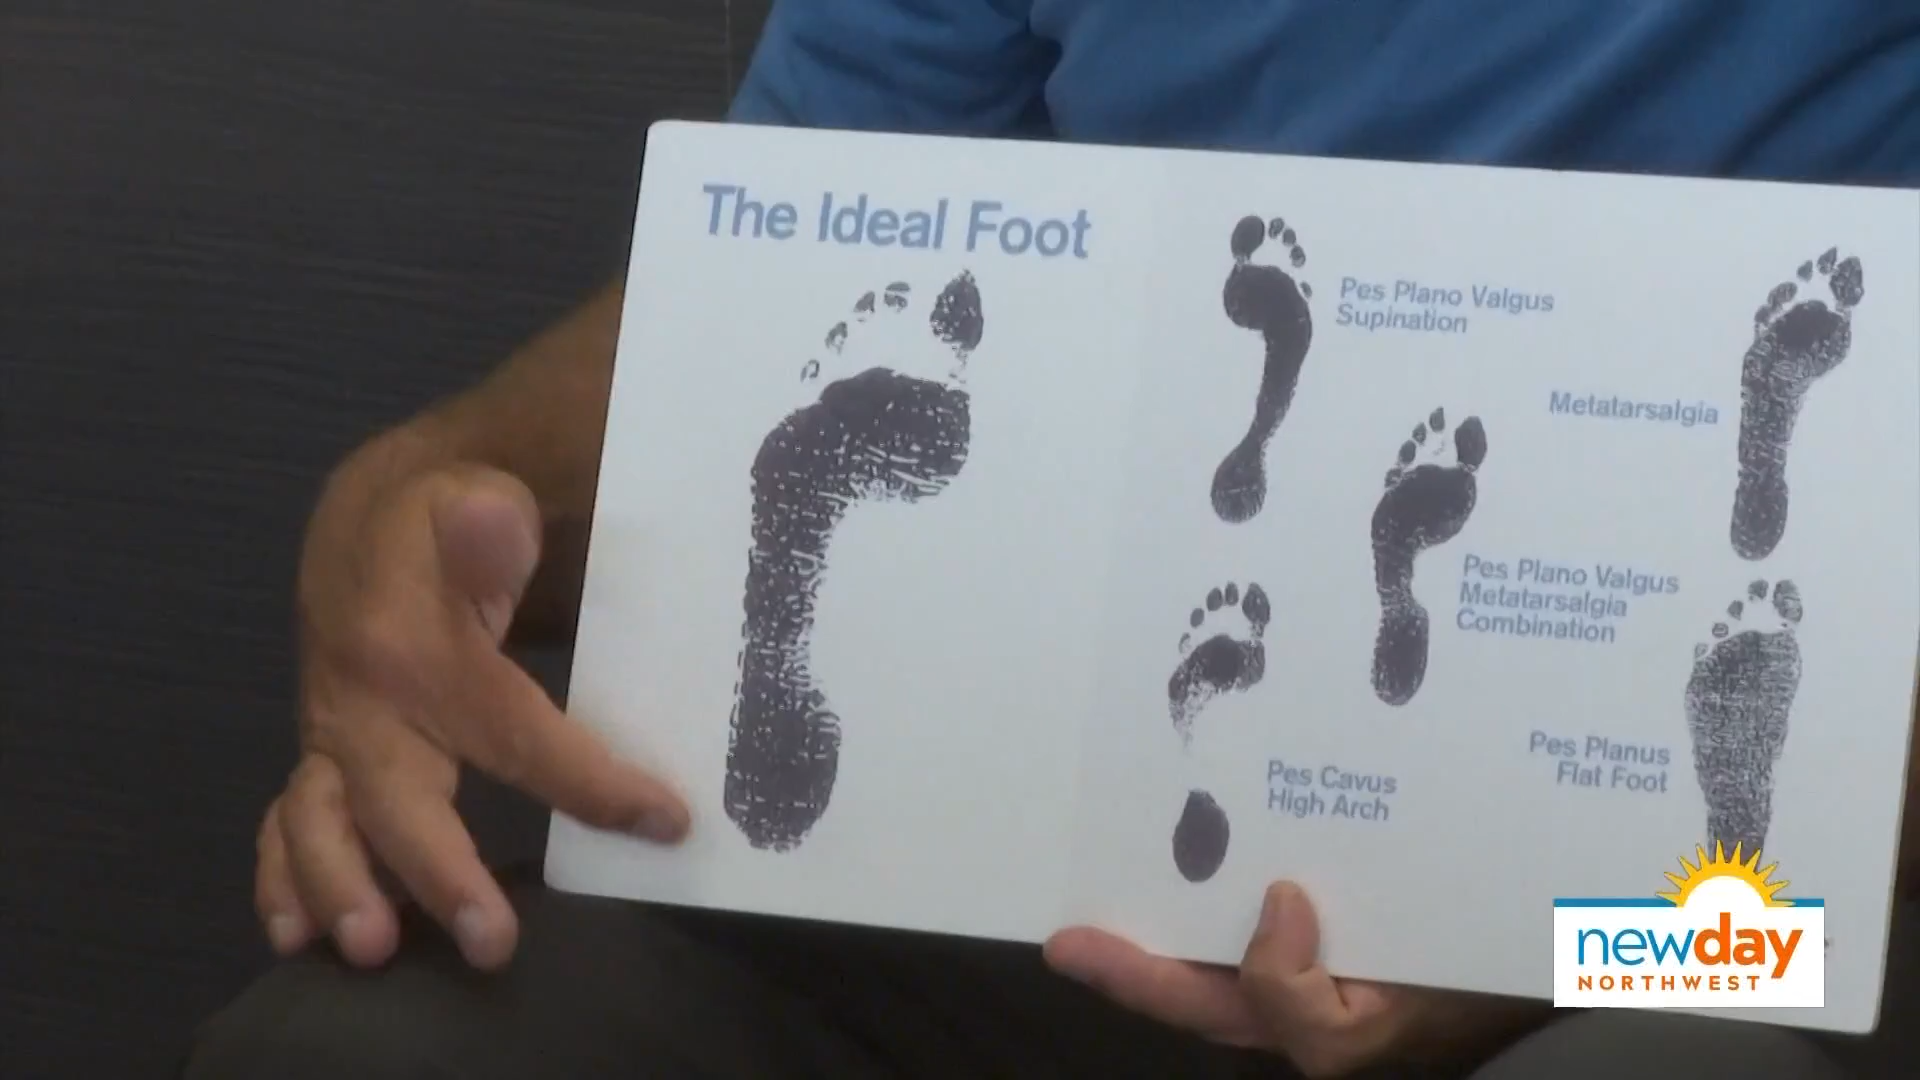 The Ideal Foot
Pes Plano Valgus
Supination
Metatarsalgia
Pes Plano Valgus
Metatarsalgia
Combination
Pes Cavus
High Arch
Pes Planus
Flat Foot
newday
NORTHWEST